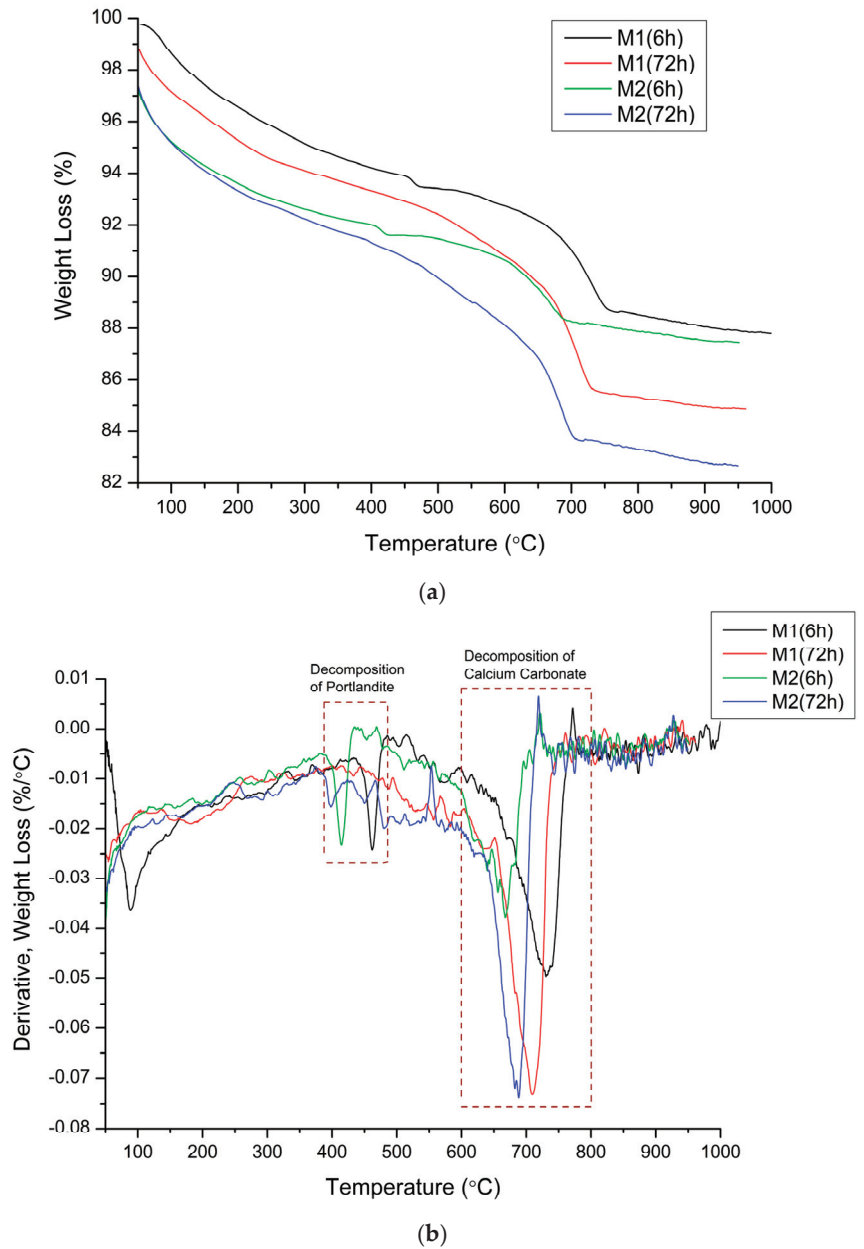 M1(6h)
M1(72h)
M2(6h)
M2(72h)
100
98
96
94
92
90
88
86
84
82
Weight Loss (%)
100 200 300 400 500 600 700 800 900 1000
Temperature (°C)
(a)
M1(6h)
M1(72h)
M2(6h)
M2(72h)
Decomposition
of Portlandite
Decomposition of
Calcium Carbonate
0.01
0.00
-0.01
-0.02
-0.03
-0.04
-0.05
-0.06
-0.07
-0.08
Derivative, Weight Loss (%/°C)
100 200 300 400 500 600 700 800 900 1000
Temperature (°C)
(b)